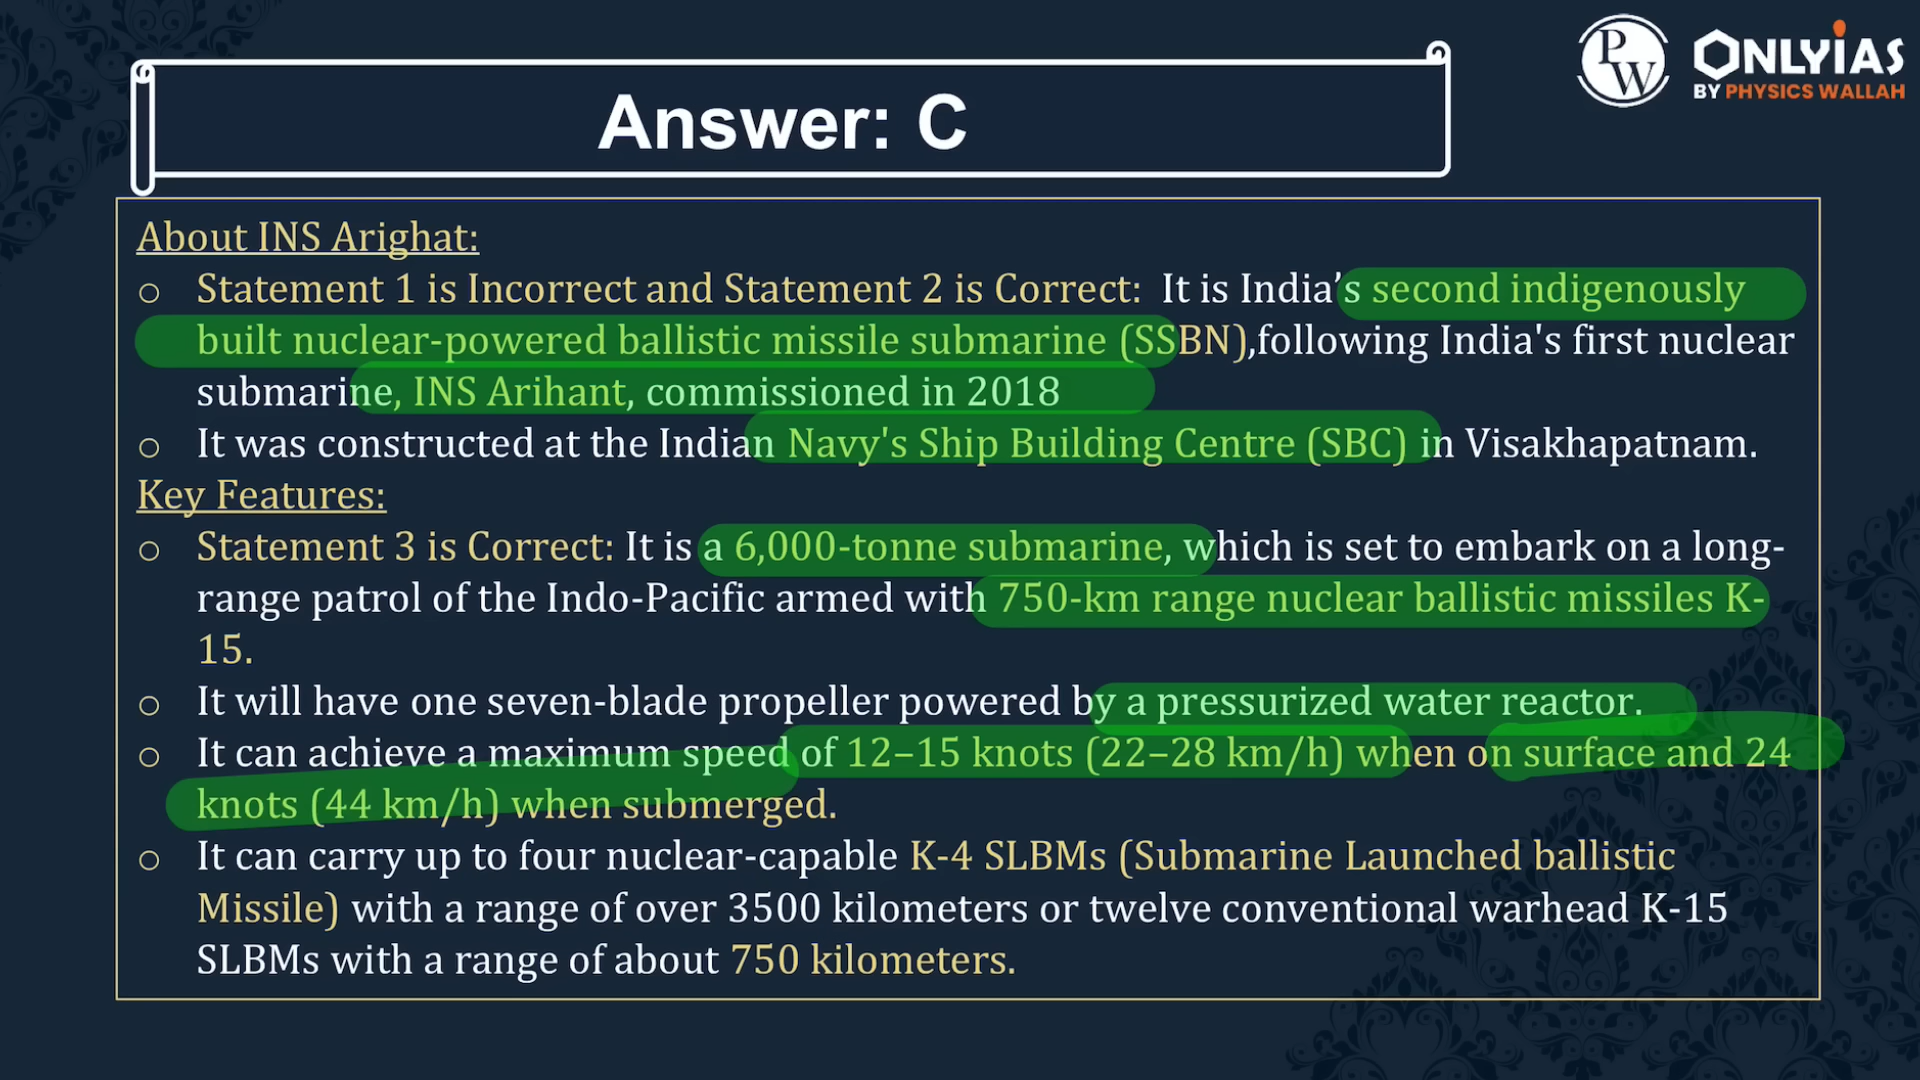 PW ONLYIAS
BY PHYSICS WALLAH
Answer: C
About INS Arighat:
o Statement 1 is Incorrect and Statement 2 is Correct: It is India’s second indigenously
built nuclear-powered ballistic missile submarine (SSBN),following India's first nuclear
submarine, INS Arihant, commissioned in 2018
o It was constructed at the Indian Navy's Ship Building Centre (SBC) in Visakhapatnam.
Key Features:
o Statement 3 is Correct: It is a 6,000-tonne submarine, which is set to embark on a long-
range patrol of the Indo-Pacific armed with 750-km range nuclear ballistic missiles K-
15.
o It will have one seven-blade propeller powered by a pressurized water reactor.
o It can achieve a maximum speed of 12–15 knots (22–28 km/h) when on surface and 24
knots (44 km/h) when submerged.
o It can carry up to four nuclear-capable K-4 SLBMs (Submarine Launched ballistic
Missile) with a range of over 3500 kilometers or twelve conventional warhead K-15
SLBMs with a range of about 750 kilometers.